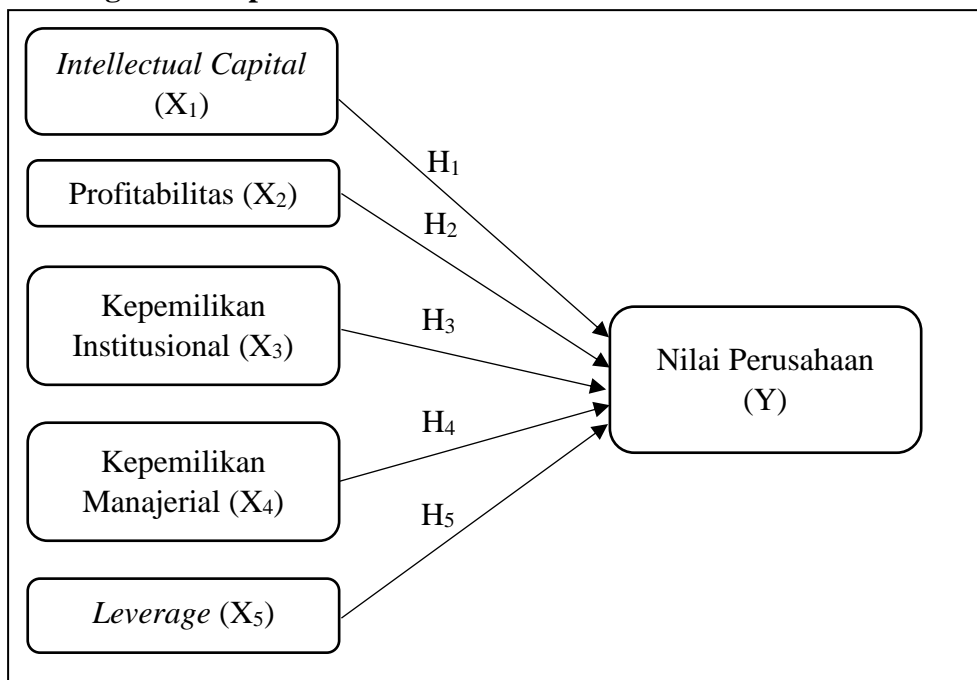 Intellectual Capital
(X₁)
H₁
Profitabilitas (X₂)
H₂
Kepemilikan
Institusional (X₃)
H₃
Nilai Perusahaan
(Y)
Kepemilikan
Manajerial (X₄)
H₄
H₅
Leverage (X₅)